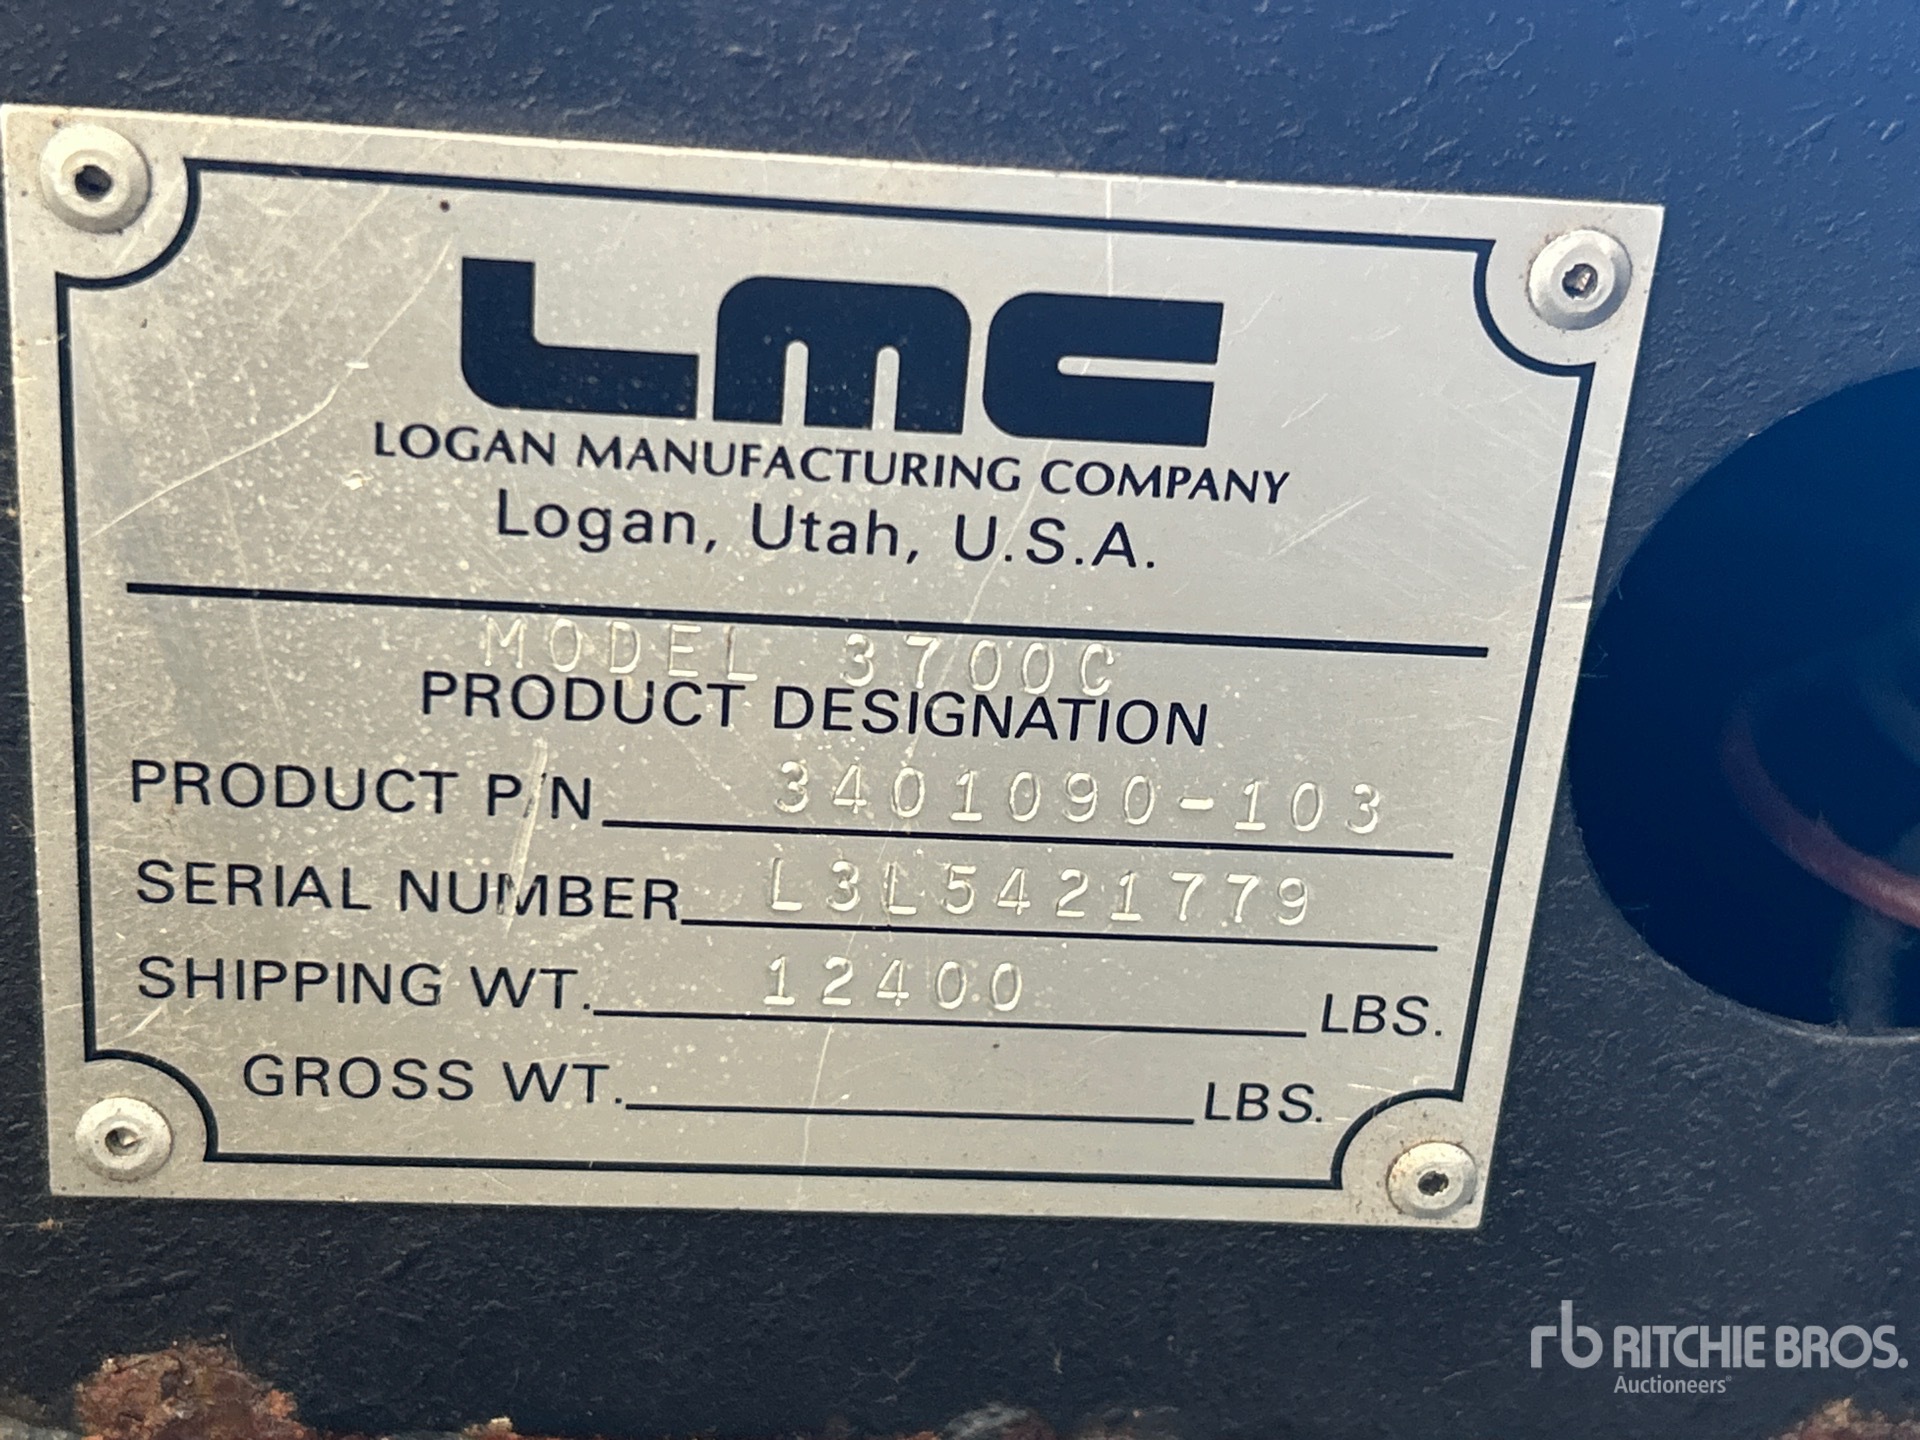 LMC
LOGAN MANUFACTURING COMPANY
Logan, Utah, U.S.A.
MODEL 3700C
PRODUCT DESIGNATION
PRODUCT P/N 3401090-103
SERIAL NUMBER L3L5421779
SHIPPING WT. 12400 LBS.
GROSS WT. LBS.
rb RITCHIE BROS.
Auctioneers